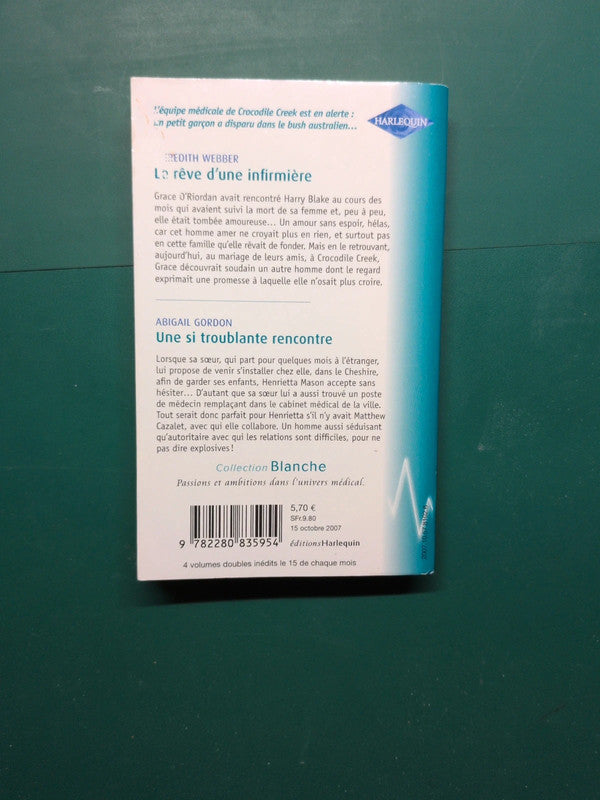 L'équipe médicale de Crocodile Creek est en alerte :
un petit garçon a disparu dans le bush australien...
HARLEQUIN
MEREDITH WEBBER
Le rêve d'une infirmière
Grace O'Riordan avait rencontré Harry Blake au cours des
mois qui avaient suivi la mort de sa femme et, peu à peu,
elle était tombée amoureuse... Un amour sans espoir, hélas,
car cet homme amer ne croyait plus en rien, et surtout pas
en cette famille qu'elle rêvait de fonder. Mais en le retrouvant,
aujourd'hui, au mariage de leurs amis, à Crocodile Creek,
Grace découvrait soudain un autre homme dont le regard
exprimait une promesse à laquelle elle n'osait plus croire.
ABIGAIL GORDON
Une si troublante rencontre
Lorsque sa sœur, qui part pour quelques mois à l'étranger,
lui propose de venir s'installer chez elle, dans le Cheshire,
afin de garder ses enfants, Henrietta Mason accepte sans
hésiter... D'autant que sa sœur lui a aussi trouvé un poste
de médecin remplaçant dans le cabinet médical de la ville.
Tout serait donc parfait pour Henrietta s'il n'y avait Matthew
Cazalet, avec qui elle collabore. Un homme aussi séduisant
qu'autoritaire avec qui les relations sont difficiles, pour ne
pas dire explosives !
Collection Blanche
Passions et ambitions dans l'univers médical.
5,70 €
SFr.9.80
15 octobre 2007
9 782280 835954
éditionsHarlequin
4 volumes doubles inédits le 15 de chaque mois